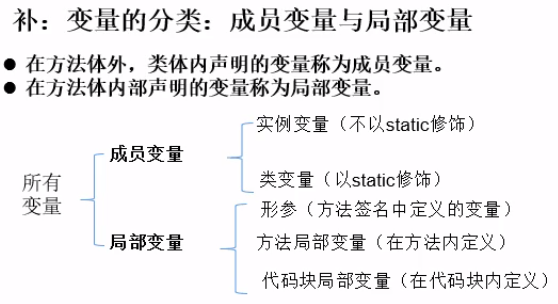 补：变量的分类：成员变量与局部变量
● 在方法体外，类体内声明的变量称为成员变量。
● 在方法体内部声明的变量称为局部变量。
所有
变量
成员变量
实例变量（不以static修饰）
类变量（以static修饰）
局部变量
形参（方法签名中定义的变量）
方法局部变量（在方法内定义）
代码块局部变量（在代码块内定义）